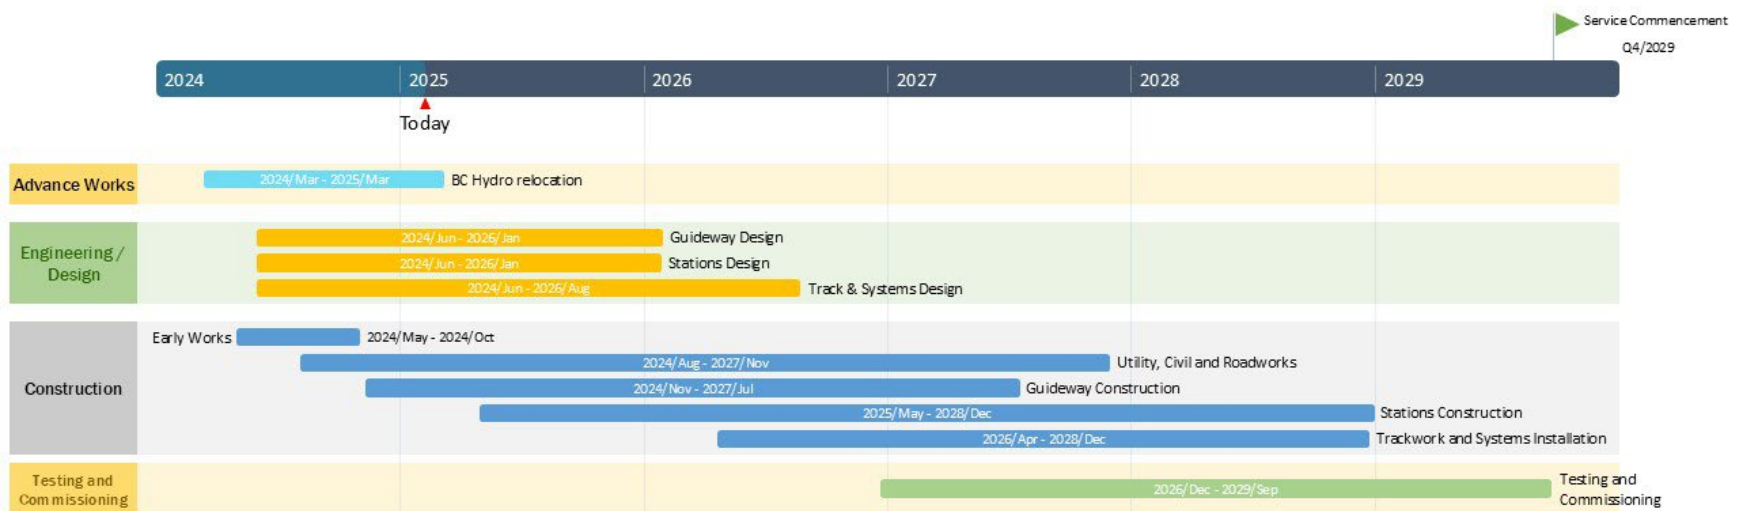 Service Commencement
Q4/2029
2024 2025 2026 2027 2028 2029
Today
Advance Works
2024/Mar - 2025/Mar BC Hydro relocation
Engineering /
Design
2024/Jun - 2026/Jan Guideway Design
2024/Jun - 2026/Jan Stations Design
2024/Jun - 2026/Aug Track & Systems Design
Construction
Early Works 2024/May - 2024/Oct
2024/Aug - 2027/Nov Utility, Civil and Roadworks
2024/Nov - 2027/Jul Guideway Construction
2025/May - 2028/Dec Stations Construction
2026/Apr - 2028/Dec Trackwork and Systems Installation
Testing and
Commissioning
2026/Dec - 2029/Sep
Testing and
Commissioning